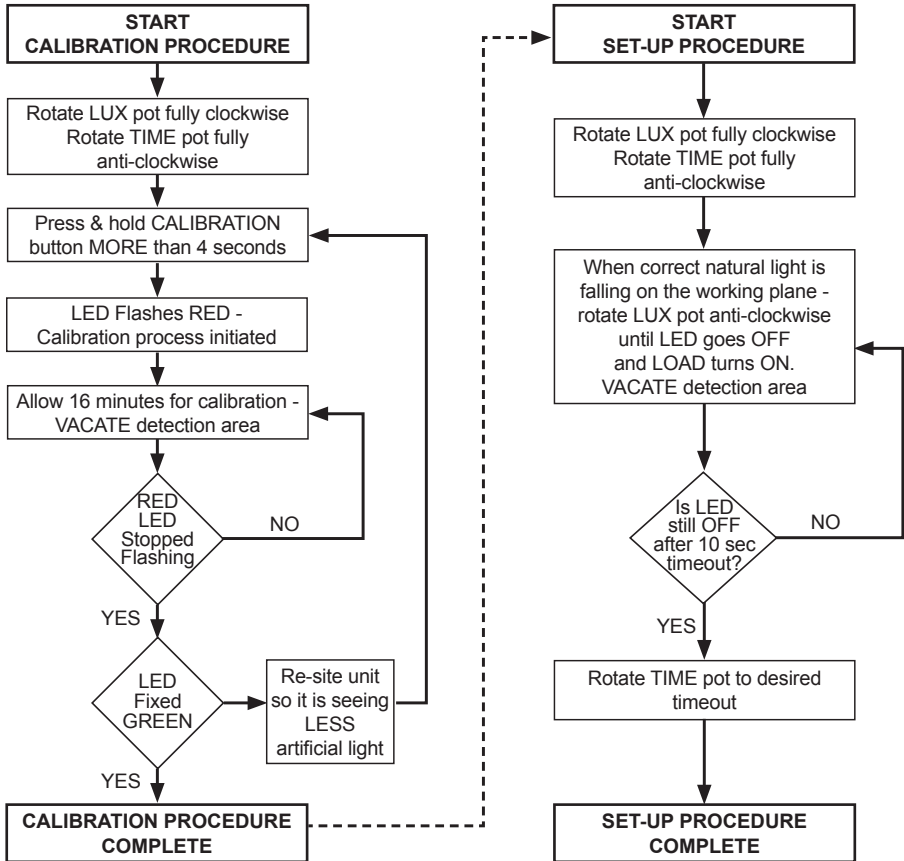 START
CALIBRATION PROCEDURE
Rotate LUX pot fully clockwise
Rotate TIME pot fully
anti-clockwise
Press & hold CALIBRATION
button MORE than 4 seconds
LED Flashes RED -
Calibration process initiated
Allow 16 minutes for calibration -
VACATE detection area
RED
LED
Stopped
Flashing
NO
YES
LED
Fixed
GREEN
Re-site unit
so it is seeing
LESS
artificial light
YES
CALIBRATION PROCEDURE
COMPLETE
START
SET-UP PROCEDURE
Rotate LUX pot fully clockwise
Rotate TIME pot fully
anti-clockwise
When correct natural light is
falling on the working plane -
rotate LUX pot anti-clockwise
until LED goes OFF
and LOAD turns ON.
VACATE detection area
Is LED
still OFF
after 10 sec
timeout?
NO
YES
Rotate TIME pot to desired
timeout
SET-UP PROCEDURE
COMPLETE